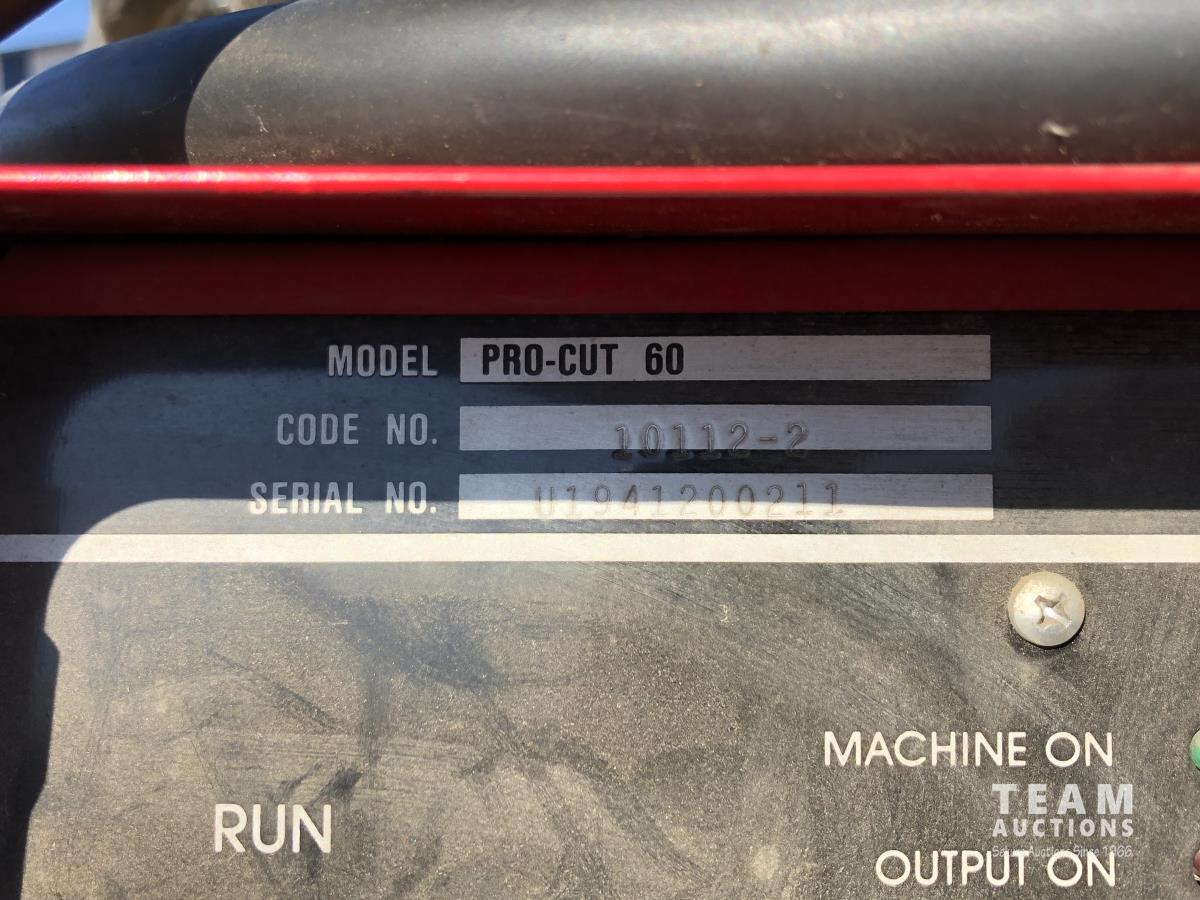 MODEL PRO-CUT 60
CODE NO. 10112-2
SERIAL NO. U1941200211
MACHINE ON
TEAM
AUCTIONS
RUN
OUTPUT ON